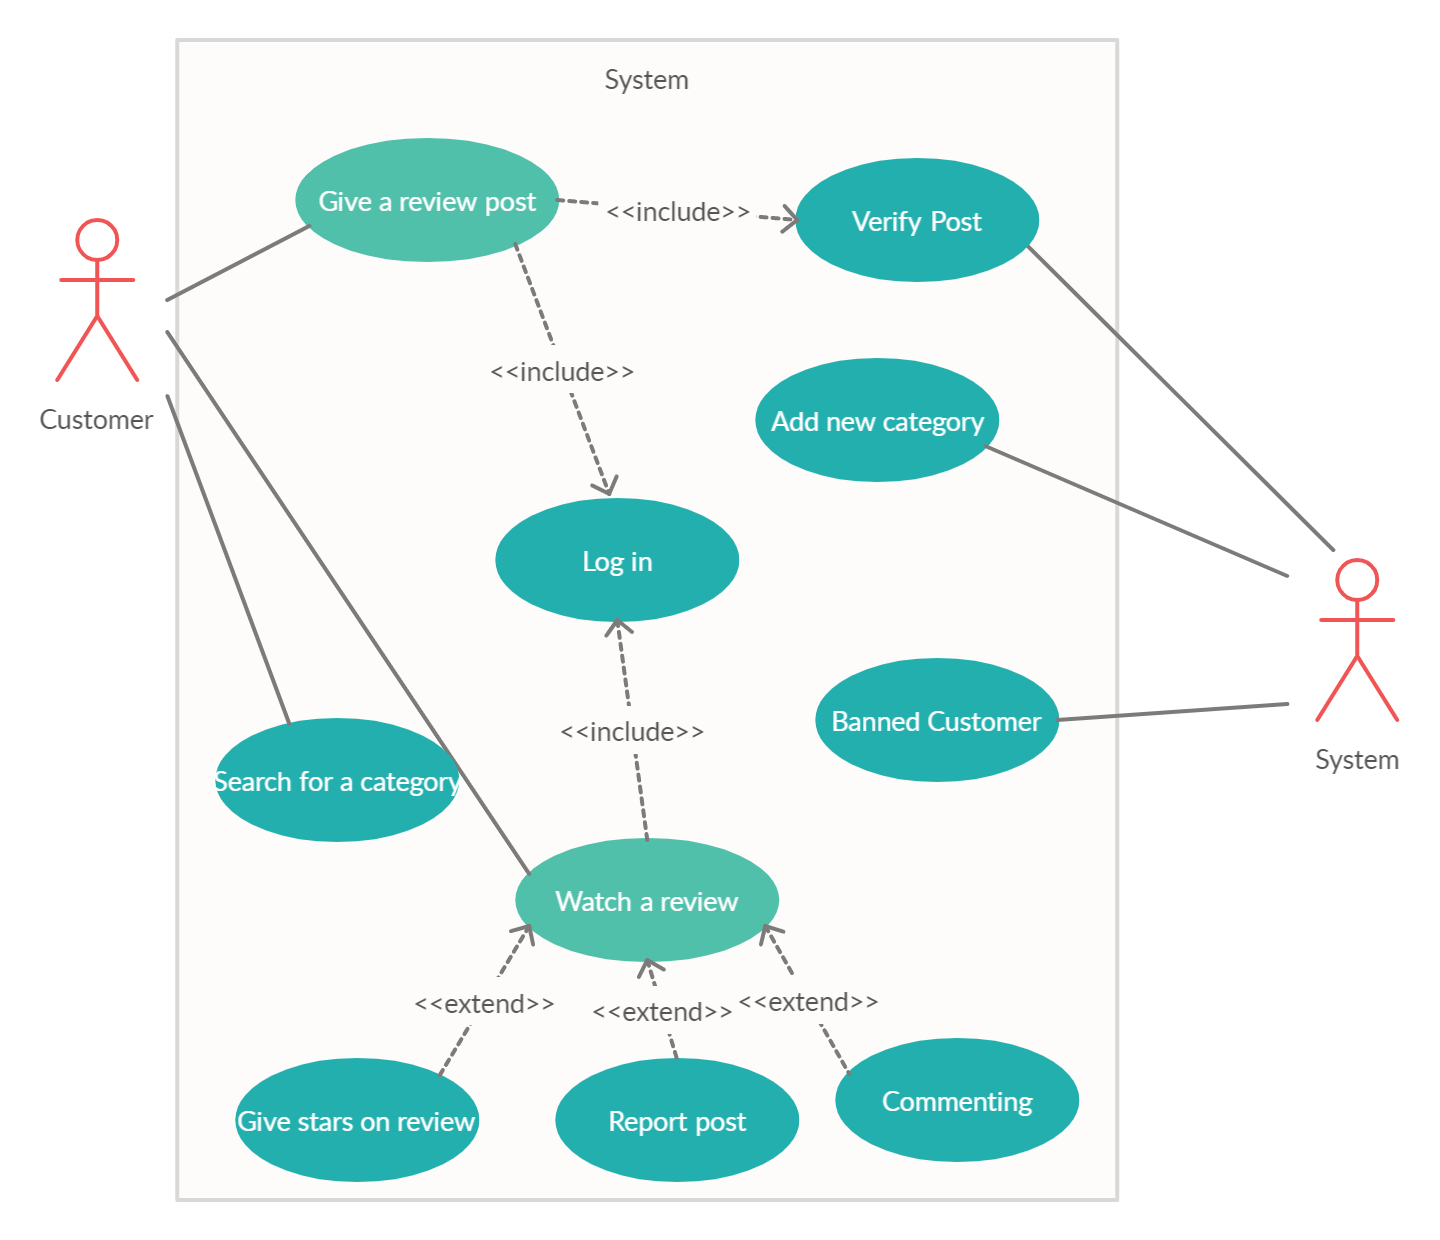 System
Give a review post
<<include>>
Verify Post
<<include>>
Customer
Add new category
Log in
<<include>>
Banned Customer
System
Search for a category
Watch a review
<<extend>>
<<extend>>
<<extend>>
Give stars on review
Report post
Commenting